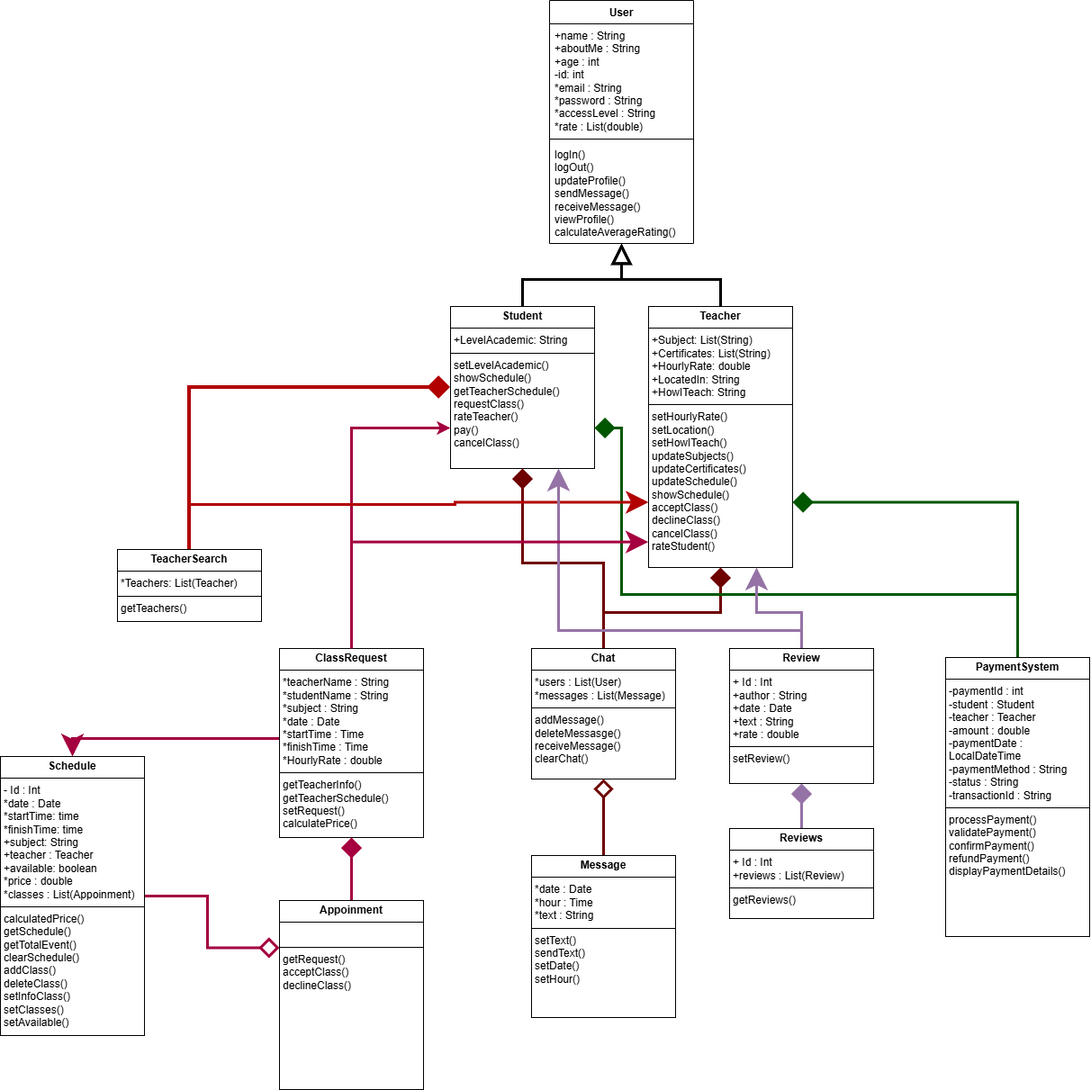 User
+name : String
+aboutMe : String
+age : int
-id: int
*email : String
*password : String
*accessLevel : String
*rate : List(double)
logIn()
logOut()
updateProfile()
sendMessage()
receiveMessage()
viewProfile()
calculateAverageRating()
Student
+LevelAcademic: String
setLevelAcademic()
showSchedule()
getTeacherSchedule()
requestClass()
rateTeacher()
pay()
cancelClass()
Teacher
+Subject: List(String)
+Certificates: List(String)
+HourlyRate: double
+LocatedIn: String
+HowITeach: String
setHourlyRate()
setLocation()
setHowITeach()
updateSubjects()
updateCertificates()
updateSchedule()
showSchedule()
acceptClass()
declineClass()
cancelClass()
rateStudent()
TeacherSearch
*Teachers: List(Teacher)
getTeachers()
ClassRequest
*teacherName : String
*studentName : String
*subject : String
*date : Date
*startTime : Time
*finishTime : Time
*HourlyRate : double
getTeacherInfo()
getTeacherSchedule()
setRequest()
calculatePrice()
Chat
*users : List(User)
*messages : List(Message)
addMessage()
deleteMessasge()
receiveMessage()
clearChat()
Review
+ Id : Int
+author : String
+date : Date
+text : String
+rate : double
setReview()
PaymentSystem
-paymentId : int
-student : Student
-teacher : Teacher
-amount : double
-paymentDate :
LocalDateTime
-paymentMethod : String
-status : String
-transactionId : String
processPayment()
validatePayment()
confirmPayment()
refundPayment()
displayPaymentDetails()
Schedule
- Id : Int
*date : Date
*startTime: time
*finishTime: time
+subject: String
+teacher : Teacher
+available: boolean
*price : double
*classes : List(Appoinment)
calculatedPrice()
getSchedule()
getTotalEvent()
clearSchedule()
addClass()
deleteClass()
setInfoClass()
setClasses()
setAvailable()
Appoinment
getRequest()
acceptClass()
declineClass()
Message
*date : Date
*hour : Time
*text : String
setText()
sendText()
setDate()
setHour()
Reviews
+ Id : Int
+reviews : List(Review)
getReviews()